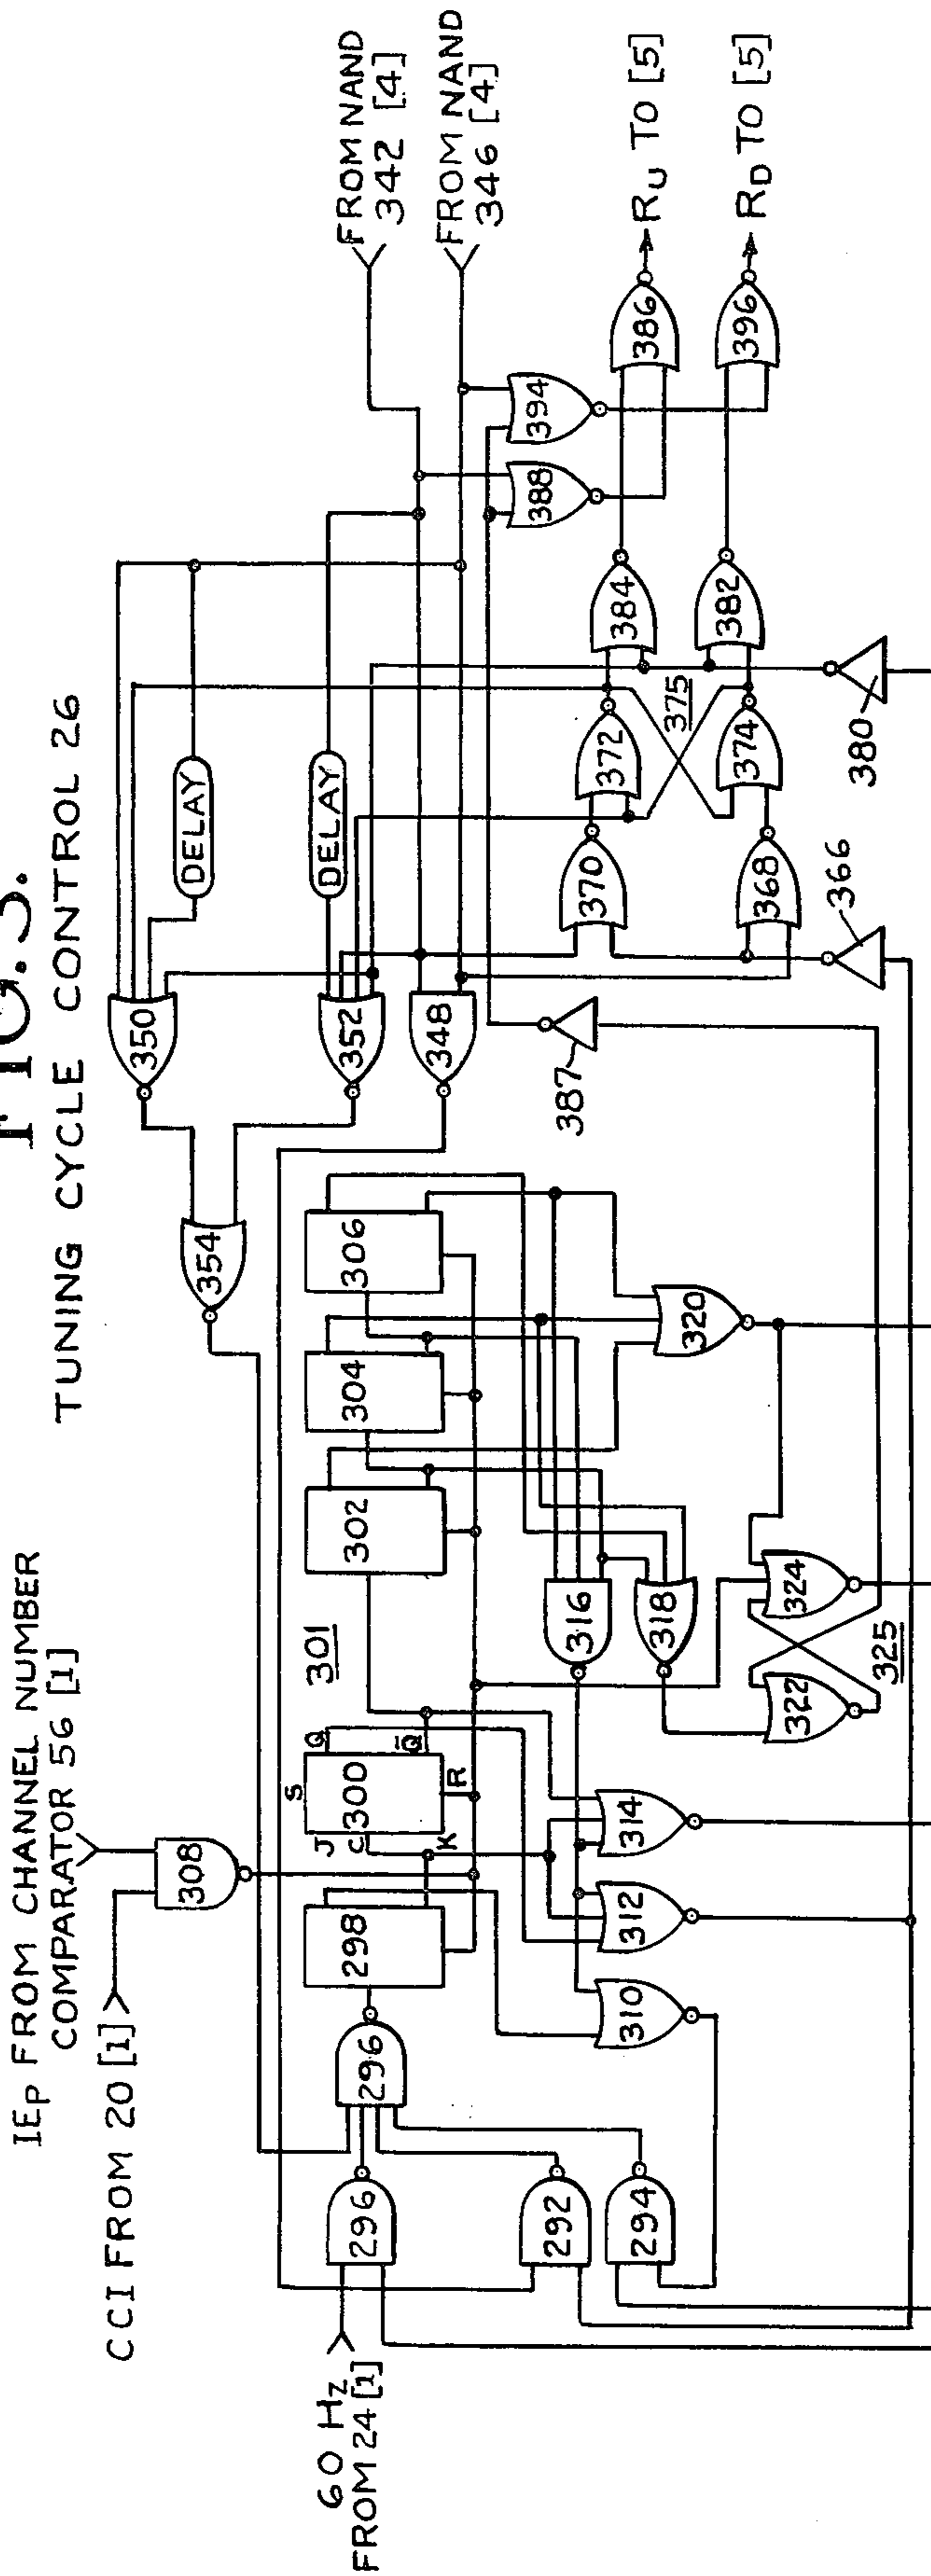 FIG. 3.
TUNING CYCLE CONTROL 26
IEP FROM CHANNEL NUMBER
COMPARATOR 56 [1]
CCI FROM 20 [1]
60 HZ
FROM 24 [1]
FROM NAND
342 [4]
FROM NAND
346 [4]
RU TO [5]
RD TO [5]
DELAY
DELAY
308
350
352
348
354
296
296
292
294
298
J
C
K
S
Q
Q̅
R
300
301
302
304
306
310
312
314
316
318
320
322
324
325
387
366
380
370
368
372
374
375
384
382
388
394
386
396